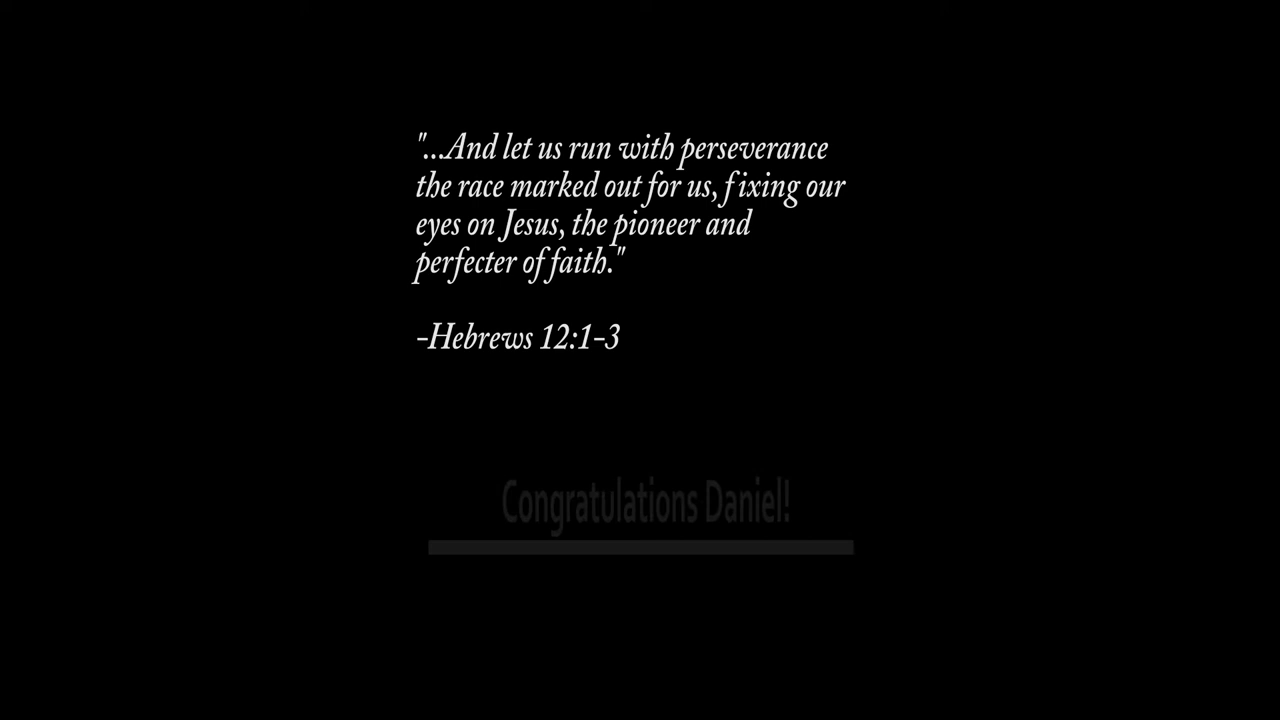 "...And let us run with perseverance
the race marked out for us, fixing our
eyes on Jesus, the pioneer and
perfecter of faith."
-Hebrews 12:1-3
Congratulations Daniel!